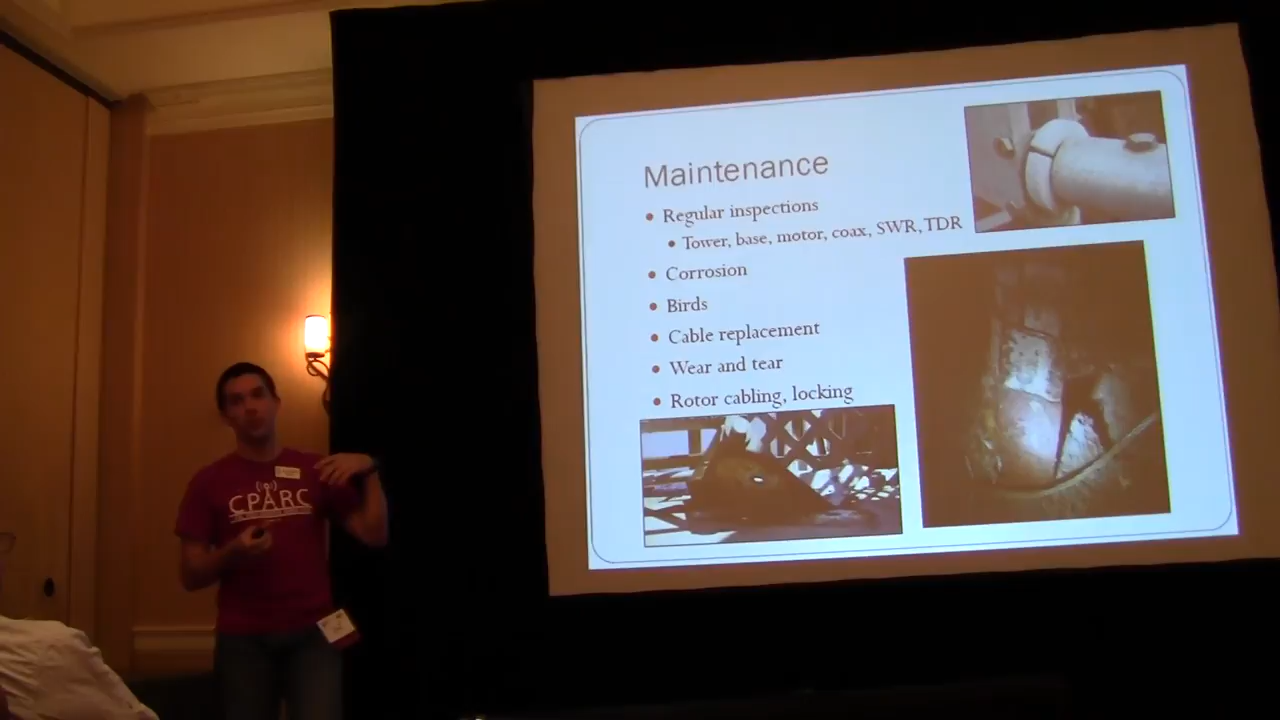 Maintenance
• Regular inspections
• Tower, base, motor, coax, SWR, TDR
• Corrosion
• Birds
• Cable replacement
• Wear and tear
• Rotor cabling, locking
CPARC